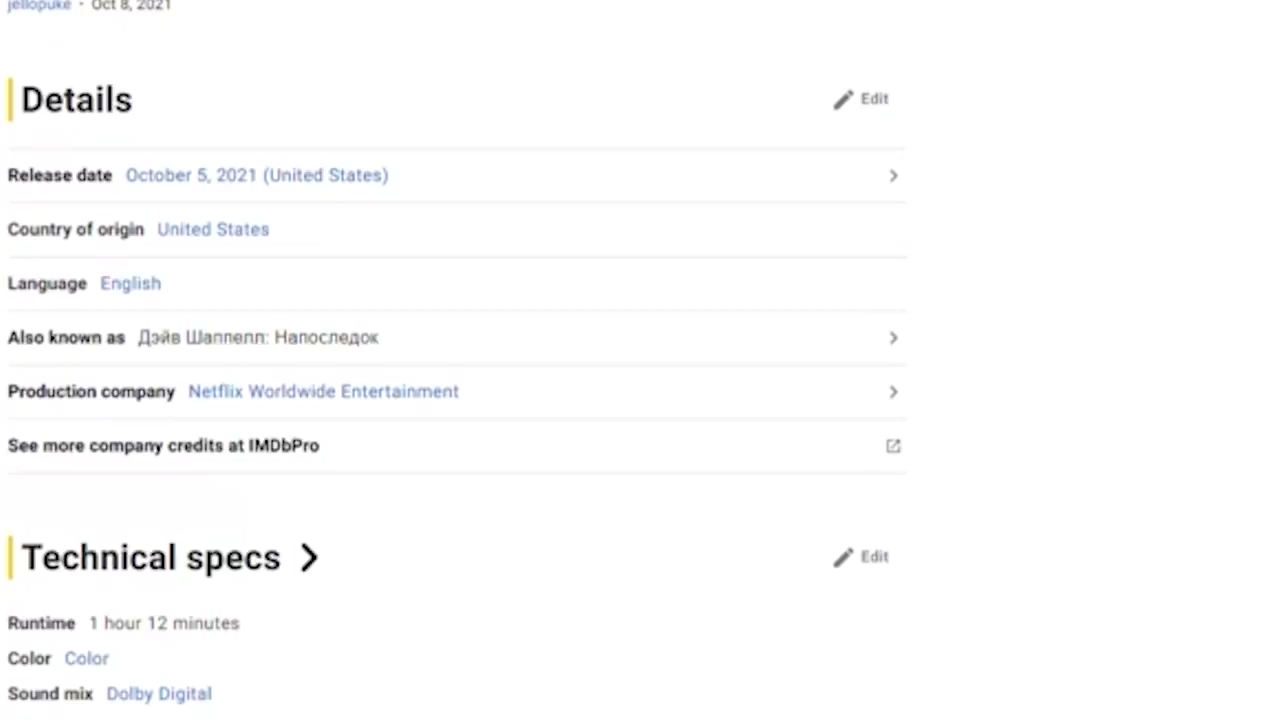 jellopuke · Oct 8, 2021
Details
Edit
Release date October 5, 2021 (United States)
Country of origin United States
Language English
Also known as Дэйв Шаппелл: Напоследок
Production company Netflix Worldwide Entertainment
See more company credits at IMDbPro
Technical specs
Edit
Runtime 1 hour 12 minutes
Color Color
Sound mix Dolby Digital